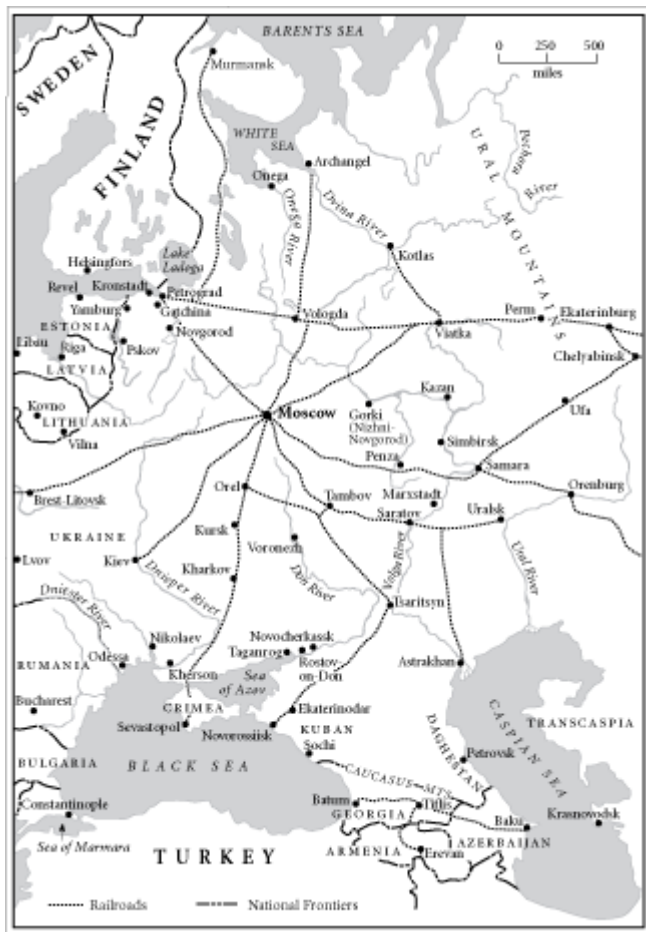 BARENTS SEA
0 250 500
miles
Murmansk
SWEDEN
FINLAND
WHITE
SEA
Archangel
Onega
Onega River
Dvina River
Pechora River
URAL MOUNTAINS
Kotlas
Helsingfors
Lake
Ladoga
Revel
Kronstadt
Petrograd
Yamburg
Gatchina
Vologda
Perm
Ekaterinburg
ESTONIA
Novgorod
Viatka
Libau
Riga
Pskov
Chelyabinsk
LATVIA
Kazan
Kovno
Moscow
Gorki
(Nizhni-
Novgorod)
Ufa
LITHUANIA
Vilna
Simbirsk
Penza
Samara
Brest-Litovsk
Orel
Tambov
Marxstadt
Orenburg
Saratov
Uralsk
UKRAINE
Kursk
Voronezh
Lvov
Kiev
Kharkov
Dnieper River
Don River
Volga River
Ural River
Dniester River
Tsaritsyn
Nikolaev
Novocherkassk
Taganrog
Odessa
Rostov
on-Don
Astrakhan
RUMANIA
Kherson
Sea
of Azov
Bucharest
CRIMEA
Ekaterinodar
Sevastopol
Novorossiisk
KUBAN
TRANSCASPIA
CASPIAN SEA
DAGHESTAN
Sochi
Petrovsk
BULGARIA
BLACK SEA
CAUCASUS MTS
Constantinople
Batum
Tiflis
GEORGIA
Baku
Krasnovodsk
Sea of Marmara
TURKEY
ARMENIA
Erevan
AZERBAIJAN
Railroads
National Frontiers